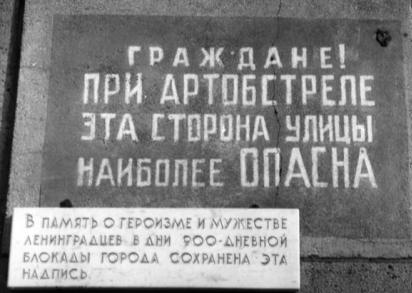 ГРАЖДАНЕ!
ПРИ АРТОБСТРЕЛЕ
ЭТА СТОРОНА УЛИЦЫ
НАИБОЛЕЕ ОПАСНА
В ПАМЯТЬ О ГЕРОИЗМЕ И МУЖЕСТВЕ
ЛЕНИНГРАДЦЕВ В ДНИ 900-ДНЕВНОЙ
БЛОКАДЫ ГОРОДА СОХРАНЕНА ЭТА
НАДПИСЬ.